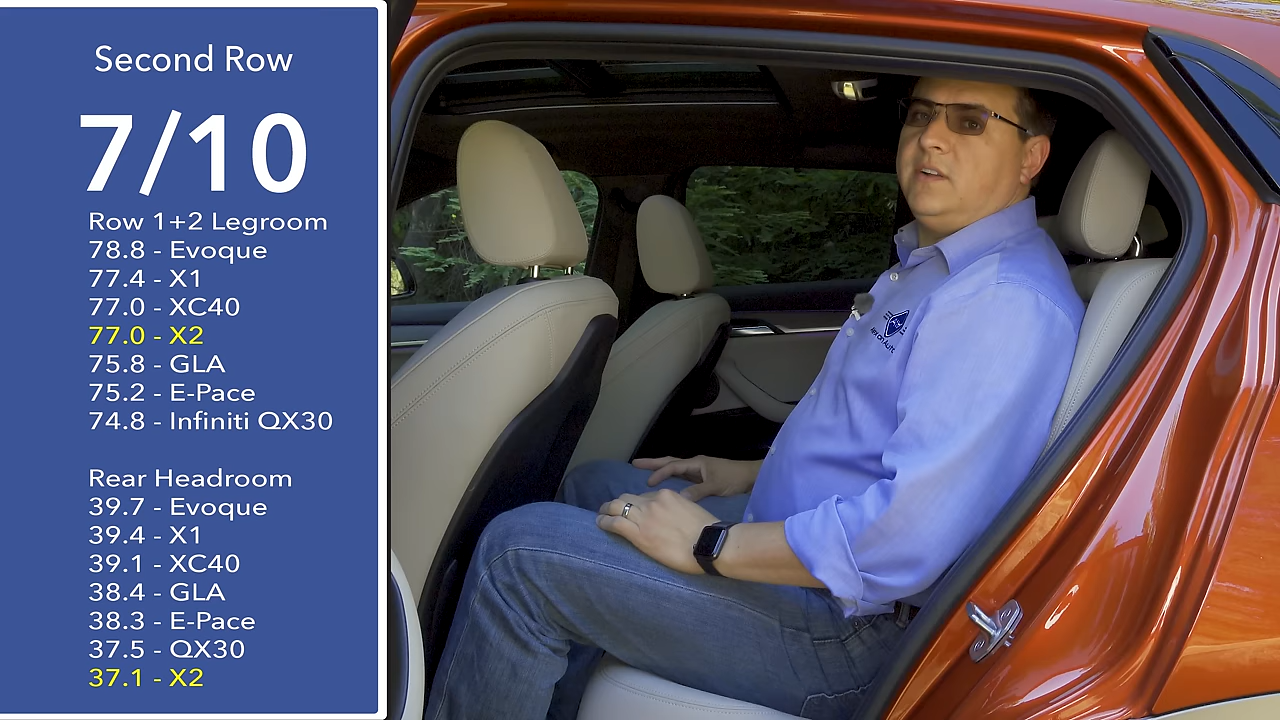 Second Row
7/10
Row 1+2 Legroom
78.8 - Evoque
77.4 - X1
77.0 - XC40
77.0 - X2
75.8 - GLA
75.2 - E-Pace
74.8 - Infiniti QX30
Rear Headroom
39.7 - Evoque
39.4 - X1
39.1 - XC40
38.4 - GLA
38.3 - E-Pace
37.5 - QX30
37.1 - X2